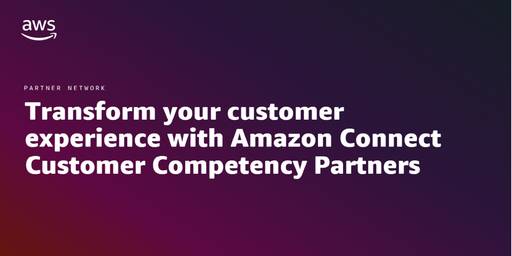 aws
PARTNER NETWORK
Transform your customer
experience with Amazon Connect
Customer Competency Partners